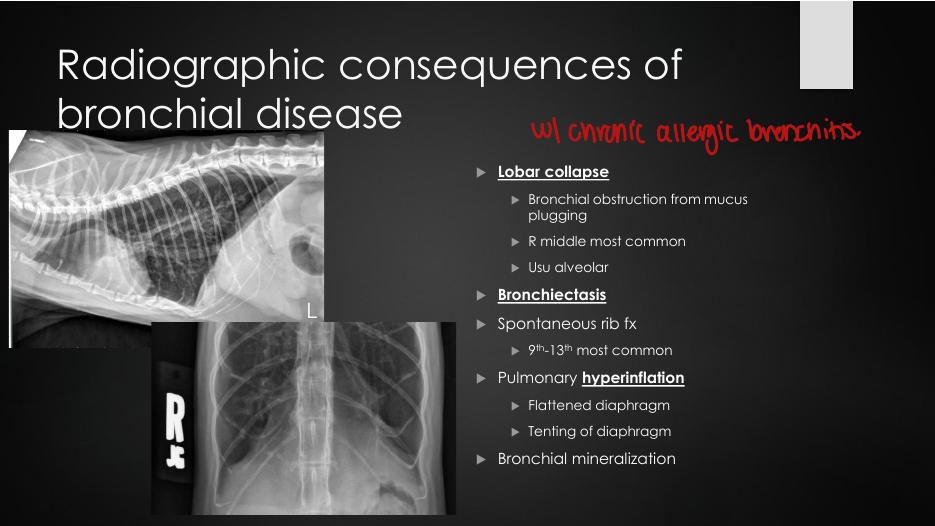 Radiographic consequences of
bronchial disease
w/ chronic allergic bronchitis.
Lobar collapse
Bronchial obstruction from mucus
plugging
R middle most common
Usu alveolar
Bronchiectasis
Spontaneous rib fx
9th-13th most common
Pulmonary hyperinflation
Flattened diaphragm
Tenting of diaphragm
Bronchial mineralization
L
R